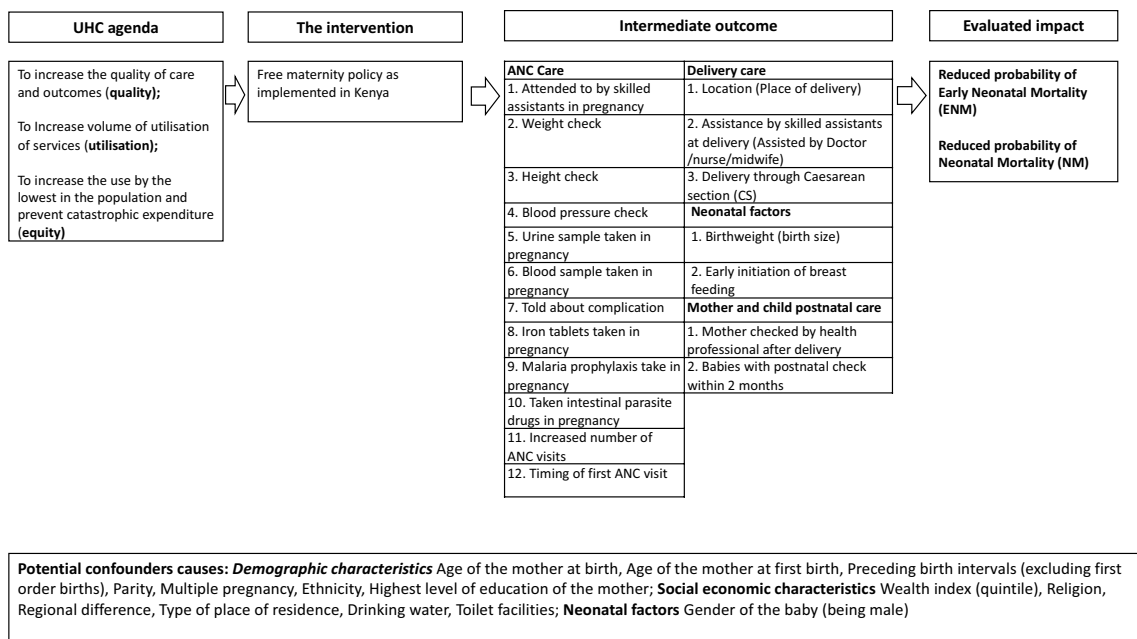 UHC agenda
The intervention
Intermediate outcome
Evaluated impact
To increase the quality of care
and outcomes (quality);
To Increase volume of utilisation
of services (utilisation);
To increase the use by the
lowest in the population and
prevent catastrophic expenditure
(equity)
Free maternity policy as
implemented in Kenya
ANC Care
1. Attended to by skilled
assistants in pregnancy
2. Weight check
3. Height check
4. Blood pressure check
5. Urine sample taken in
pregnancy
6. Blood sample taken in
pregnancy
7. Told about complication
8. Iron tablets taken in
pregnancy
9. Malaria prophylaxis take in
pregnancy
10. Taken intestinal parasite
drugs in pregnancy
11. Increased number of
ANC visits
12. Timing of first ANC visit
Delivery care
1. Location (Place of delivery)
2. Assistance by skilled assistants
at delivery (Assisted by Doctor
/nurse/midwife)
3. Delivery through Caesarean
section (CS)
Neonatal factors
1. Birthweight (birth size)
2. Early initiation of breast
feeding
Mother and child postnatal care
1. Mother checked by health
professional after delivery
2. Babies with postnatal check
within 2 months
Reduced probability of
Early Neonatal Mortality
(ENM)
Reduced probability of
Neonatal Mortality (NM)
Potential confounders causes: Demographic characteristics Age of the mother at birth, Age of the mother at first birth, Preceding birth intervals (excluding first
order births), Parity, Multiple pregnancy, Ethnicity, Highest level of education of the mother; Social economic characteristics Wealth index (quintile), Religion,
Regional difference, Type of place of residence, Drinking water, Toilet facilities; Neonatal factors Gender of the baby (being male)